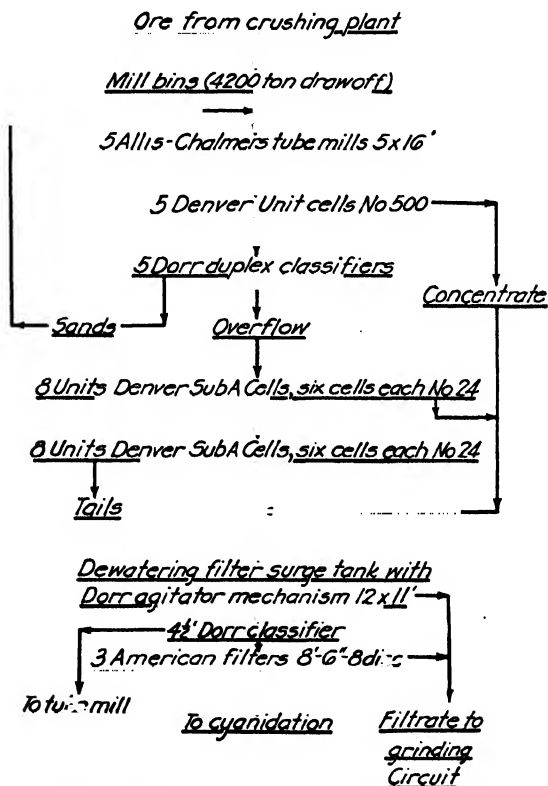 Ore from crushing plant
Mill bins (4200 ton drawoff)
5 Allis-Chalmers tube mills 5x16'
5 Denver Unit cells No 500
5 Dorr duplex classifiers
Concentrate
Sands
Overflow
8 Units Denver Sub A Cells, six cells each No 24
8 Units Denver Sub A Cells, six cells each No 24
Tails
Dewatering filter surge tank with
Dorr agitator mechanism 12x11'
4½' Dorr classifier
3 American filters 8'-6"-8 disc
To tube mill
To cyanidation
Filtrate to
grinding
Circuit